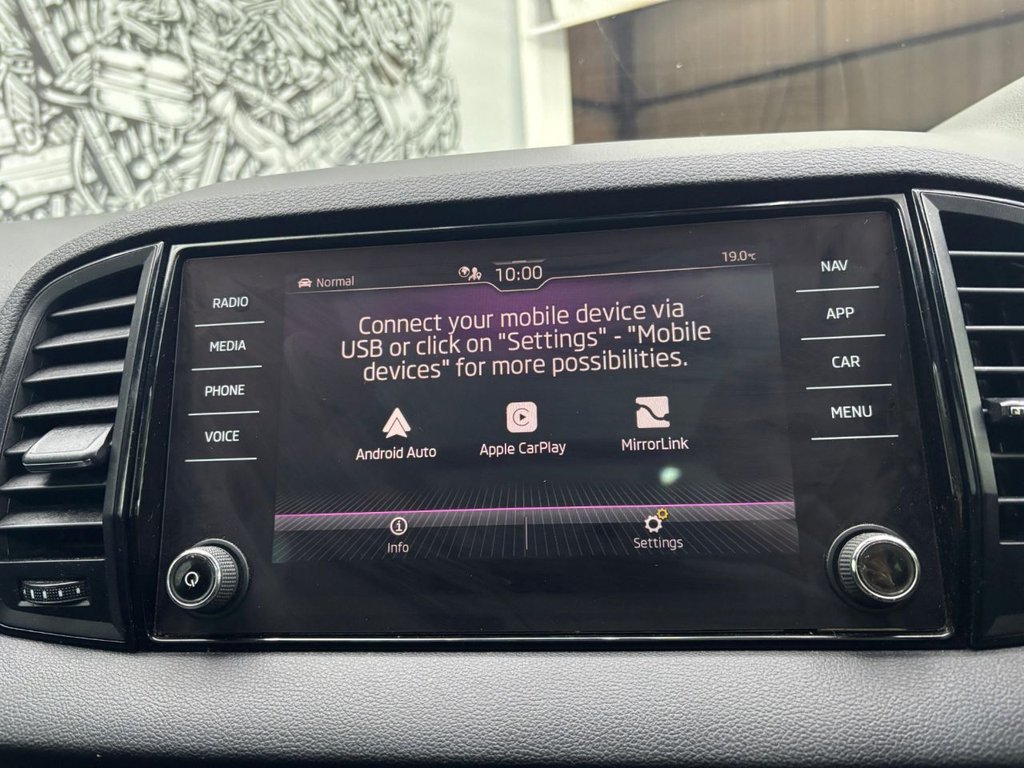 Normal
10:00
19.0°C
RADIO
MEDIA
PHONE
VOICE
Connect your mobile device via
USB or click on "Settings" - "Mobile
devices" for more possibilities.
Android Auto
Apple CarPlay
MirrorLink
Info
Settings
NAV
APP
CAR
MENU